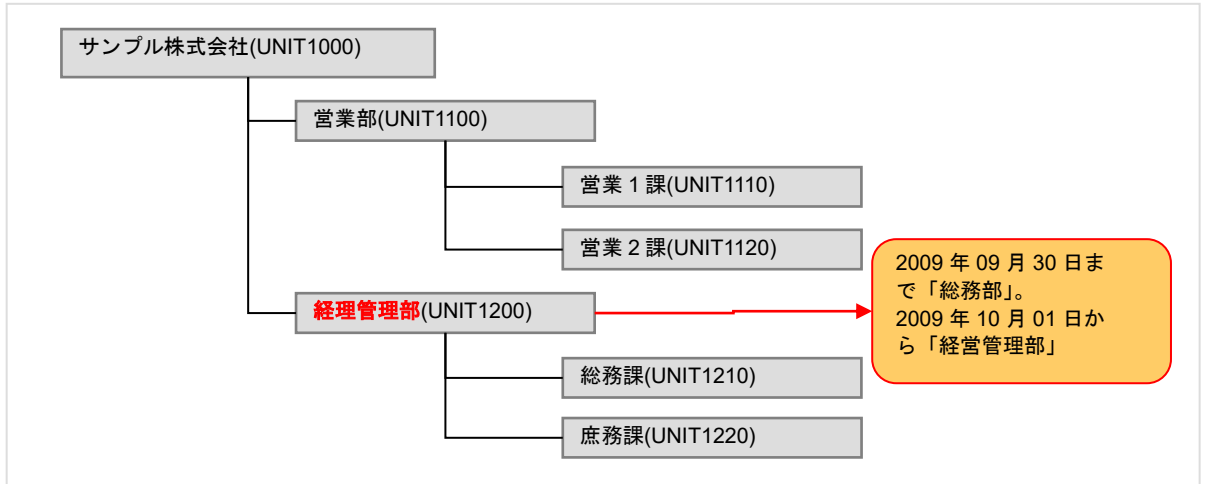 サンプル株式会社(UNIT1000)
営業部(UNIT1100)
営業 1 課(UNIT1110)
営業 2 課(UNIT1120)
経理管理部(UNIT1200)
2009 年 09 月 30 日ま
で「総務部」。
2009 年 10 月 01 日か
ら「経営管理部」
総務課(UNIT1210)
庶務課(UNIT1220)